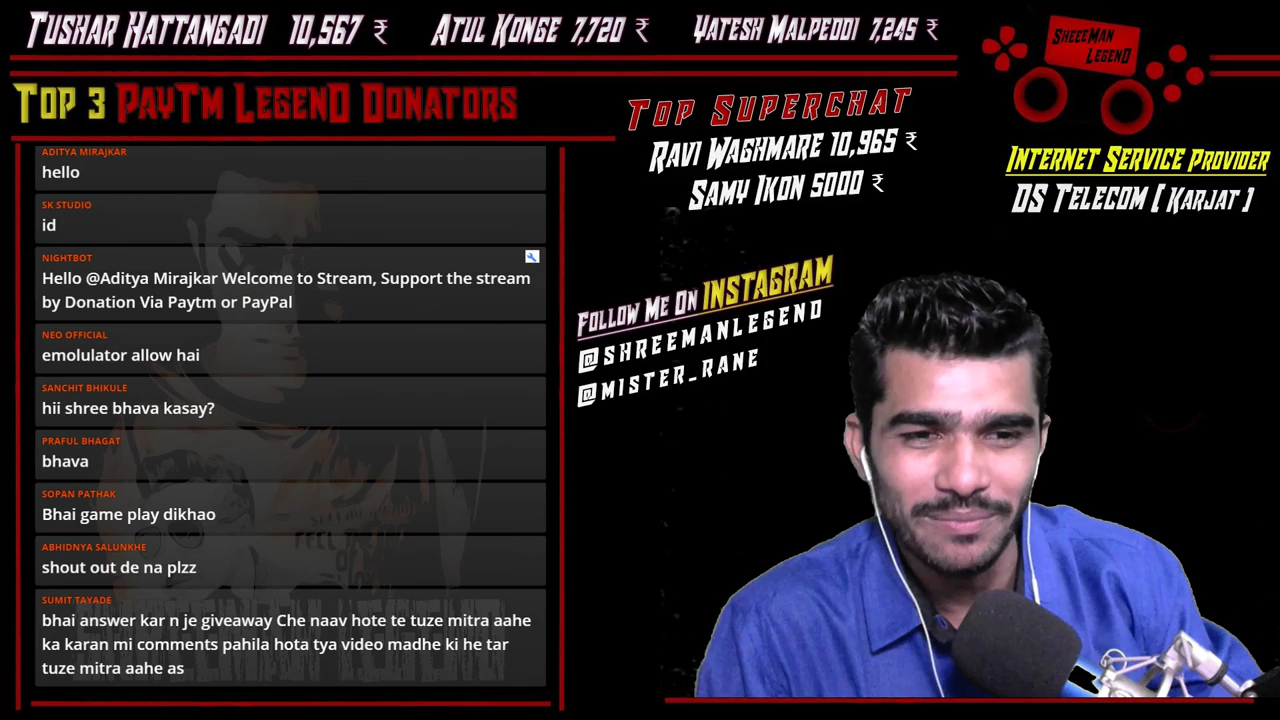 Tushar Hattangadi 10,567 ₹ Atul Konge 7,720 ₹ Yatesh Malpeddi 7,245 ₹
SheeeMan
Legend
Top 3 PayTm Legend Donators
Top Superchat
Ravi Waghmare 10,965 ₹
Samy Ikon 5000 ₹
Internet Service Provider
DS Telecom [ Karjat ]
ADITYA MIRAJKAR
hello
SK STUDIO
id
NIGHTBOT
Hello @Aditya Mirajkar Welcome to Stream, Support the stream
by Donation Via Paytm or PayPal
NEO OFFICIAL
emolulator allow hai
SANCHIT BHIKULE
hii shree bhava kasay?
PRAFUL BHAGAT
bhava
SOPAN PATHAK
Bhai game play dikhao
ABHIDNYA SALUNKHE
shout out de na plzz
SUMIT TAYADE
bhai answer kar n je giveaway Che naav hote te tuze mitra aahe
ka karan mi comments pahila hota tya video madhe ki he tar
tuze mitra aahe as
Follow Me On Instagram
@shreemanlegend
@mister_rane